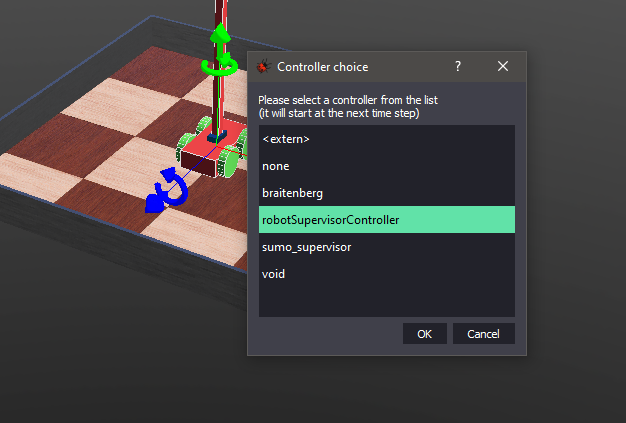 Controller choice
?
Please select a controller from the list
(it will start at the next time step)
<extern>
none
braitenberg
robotSupervisorController
sumo_supervisor
void
OK
Cancel